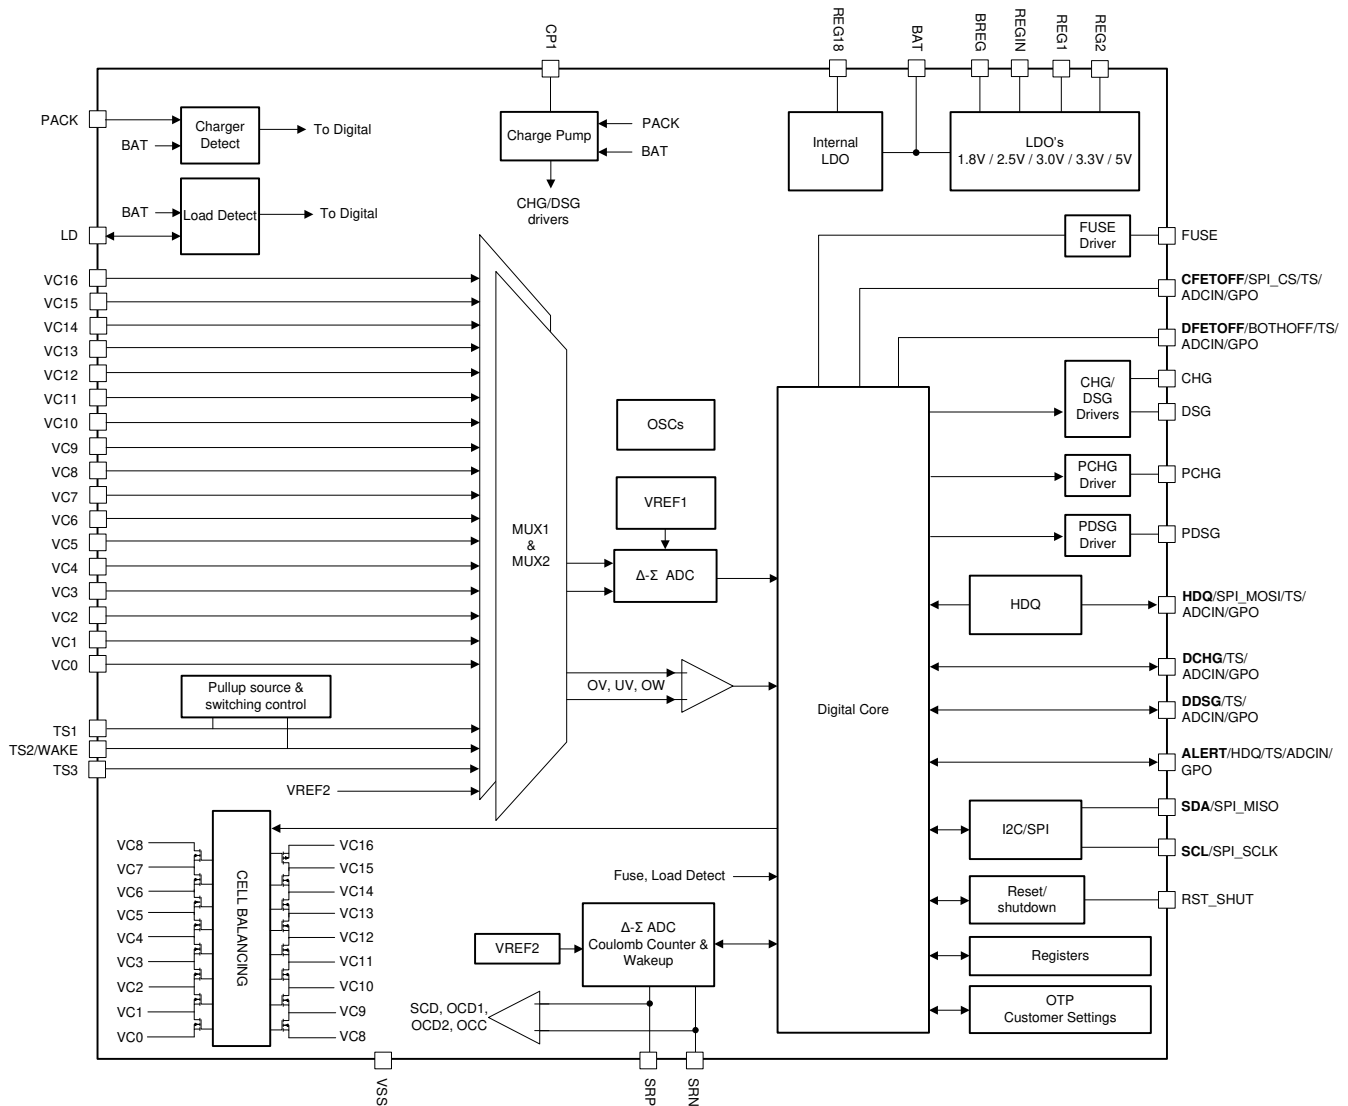 CP1
REG18
BAT
BREG
REGIN
REG1
REG2
PACK
BAT
Charger
Detect
To Digital
Charge Pump
PACK
BAT
CHG/DSG
drivers
Internal
LDO
LDO's
1.8V / 2.5V / 3.0V / 3.3V / 5V
BAT
LD
Load Detect
To Digital
FUSE
Driver
FUSE
VC16
VC15
VC14
VC13
VC12
VC11
VC10
VC9
VC8
VC7
VC6
VC5
VC4
VC3
VC2
VC1
VC0
Pullup source &
switching control
TS1
TS2/WAKE
TS3
VREF2
MUX1
&
MUX2
OSCs
VREF1
Δ-Σ ADC
OV, UV, OW
Digital Core
CFETOFF/SPI_CS/TS/
ADCIN/GPO
DFETOFF/BOTHOFF/TS/
ADCIN/GPO
CHG/
DSG
Drivers
CHG
DSG
PCHG
Driver
PCHG
PDSG
Driver
PDSG
HDQ
HDQ/SPI_MOSI/TS/
ADCIN/GPO
DCHG/TS/
ADCIN/GPO
DDSG/TS/
ADCIN/GPO
ALERT/HDQ/TS/ADCIN/
GPO
I2C/SPI
SDA/SPI_MISO
SCL/SPI_SCLK
Reset/
shutdown
RST_SHUT
Registers
OTP
Customer Settings
VC8
VC7
VC6
VC5
VC4
VC3
VC2
VC1
VC0
CELL BALANCING
VC16
VC15
VC14
VC13
VC12
VC11
VC10
VC9
VC8
Fuse, Load Detect
VREF2
Δ-Σ ADC
Coulomb Counter &
Wakeup
SCD, OCD1,
OCD2, OCC
VSS
SRP
SRN